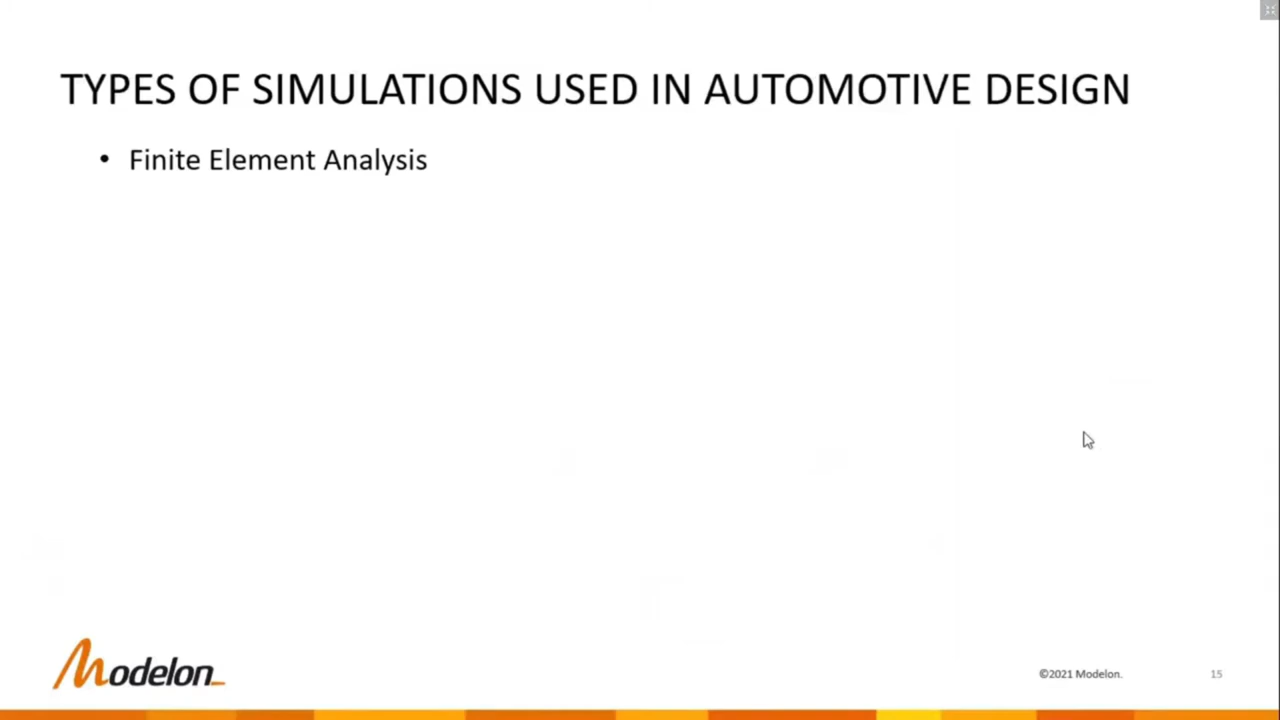 TYPES OF SIMULATIONS USED IN AUTOMOTIVE DESIGN
• Finite Element Analysis
Modelon
©2021 Modelon.
15